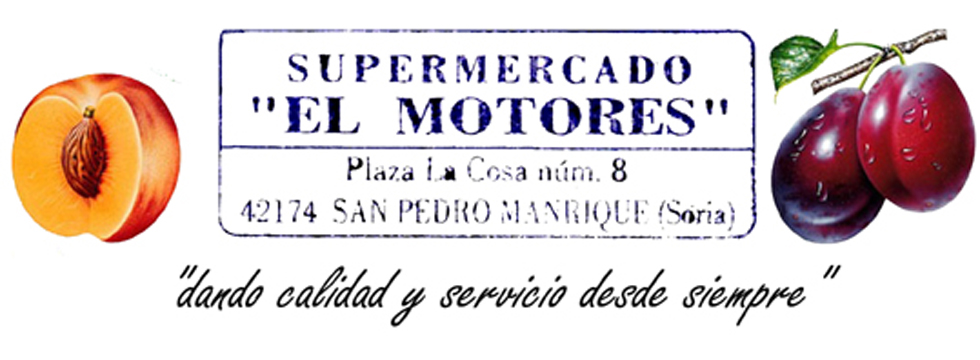 SUPERMERCADO
"EL MOTORES"
Plaza La Cosa núm. 8
42174 SAN PEDRO MANRIQUE (Soria)
"dando calidad y servicio desde siempre"